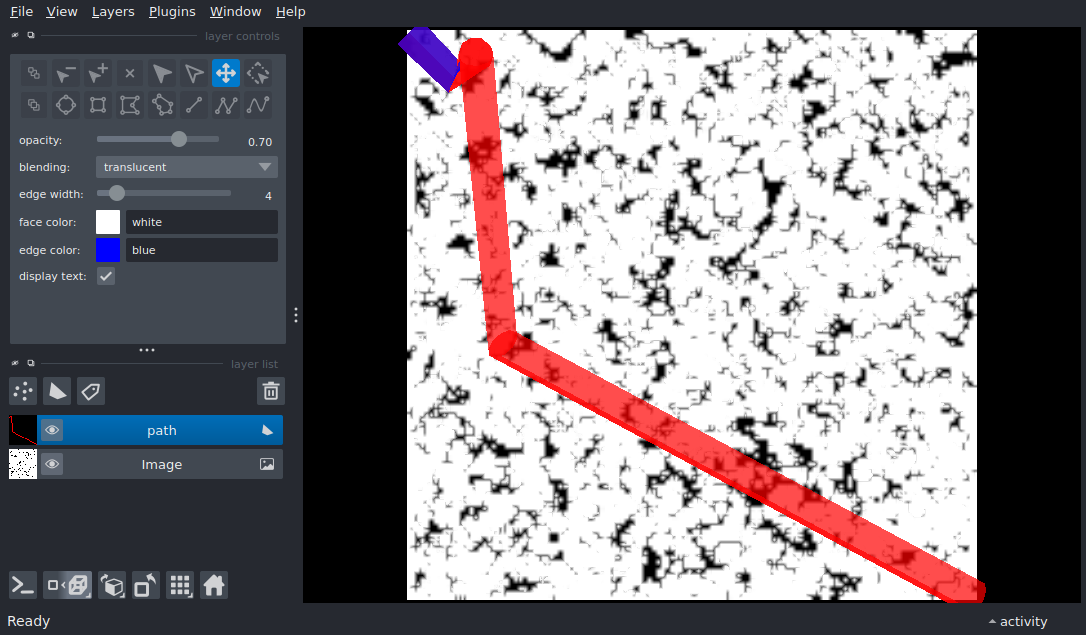 File View Layers Plugins Window Help
layer controls
opacity: 0.70
blending: translucent
edge width: 4
face color: white
edge color: blue
display text:
layer list
path
Image
Ready activity